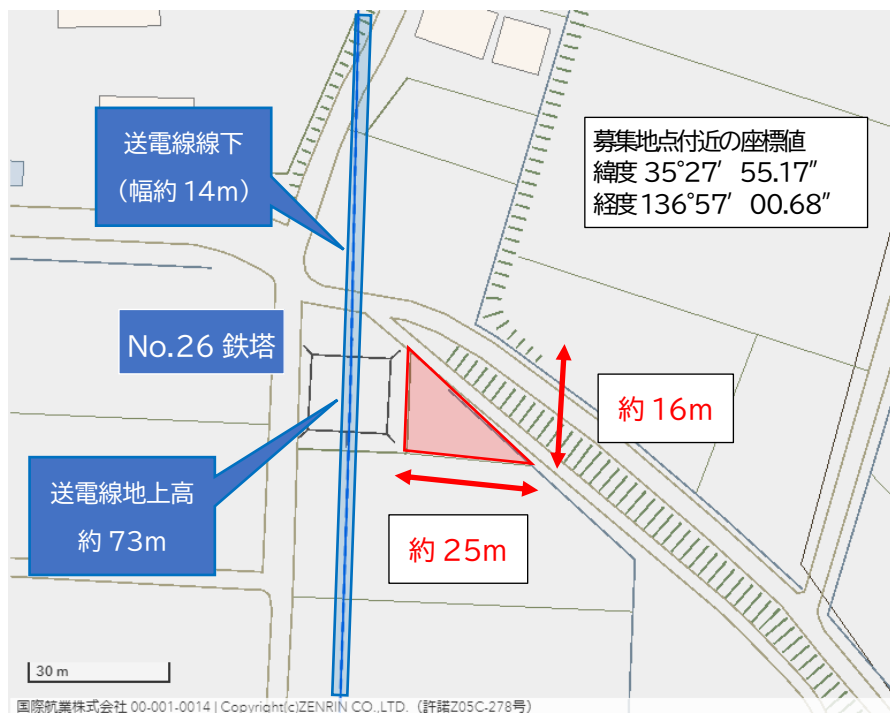 送電線線下
（幅約 14m）
募集地点付近の座標値
緯度 35°27′ 55.17″
経度 136°57′ 00.68″
No.26 鉄塔
約 16m
送電線地上高
約 73m
約 25m
30 m
国際航業株式会社 00-001-0014 | Copyright(c)ZENRIN CO.,LTD.（許諾Z05C-278号）